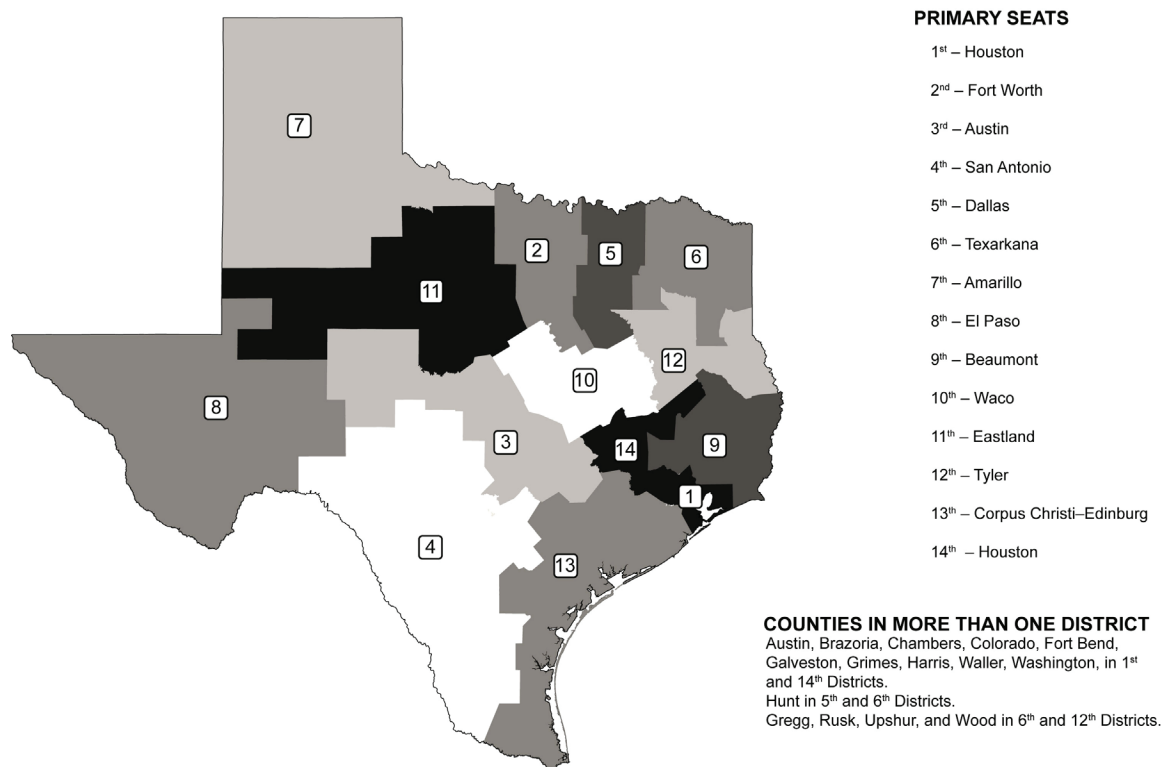 PRIMARY SEATS
1st – Houston
2nd – Fort Worth
3rd – Austin
4th – San Antonio
5th – Dallas
6th – Texarkana
7th – Amarillo
8th – El Paso
9th – Beaumont
10th – Waco
11th – Eastland
12th – Tyler
13th – Corpus Christi–Edinburg
14th – Houston
7
2
5
6
11
12
10
8
3
14
9
1
4
13
COUNTIES IN MORE THAN ONE DISTRICT
Austin, Brazoria, Chambers, Colorado, Fort Bend,
Galveston, Grimes, Harris, Waller, Washington, in 1st
and 14th Districts.
Hunt in 5th and 6th Districts.
Gregg, Rusk, Upshur, and Wood in 6th and 12th Districts.